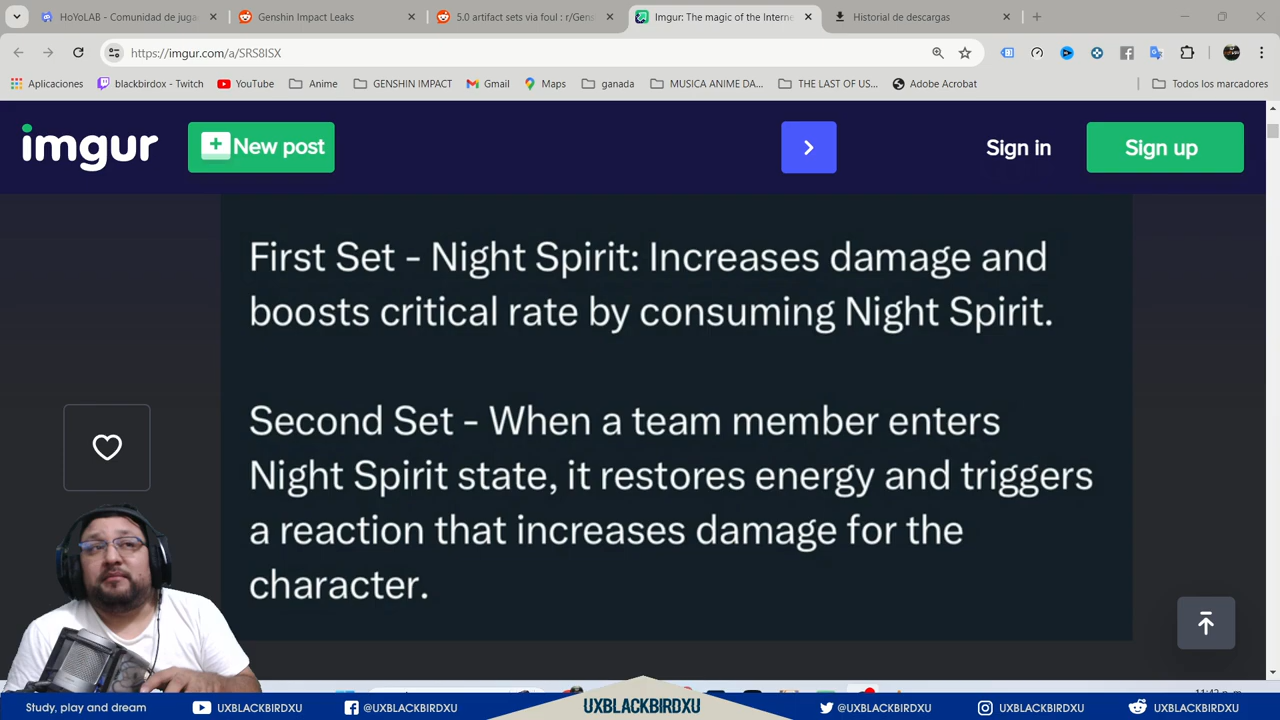 HoYoLAB - Comunidad de juga
Genshin Impact Leaks
5.0 artifact sets via foul : r/Gens
Imgur: The magic of the Interne
Historial de descargas
https://imgur.com/a/SRS8ISX
Aplicaciones
blackbirdox - Twitch
YouTube
Anime
GENSHIN IMPACT
Gmail
Maps
ganada
MUSICA ANIME DA...
THE LAST OF US...
Adobe Acrobat
Todos los marcadores
imgur
New post
Sign in
Sign up
First Set - Night Spirit: Increases damage and
boosts critical rate by consuming Night Spirit.
Second Set - When a team member enters
Night Spirit state, it restores energy and triggers
a reaction that increases damage for the
character.
Study, play and dream
UXBLACKBIRDXU
@UXBLACKBIRDXU
UXBLACKBIRDXU
@UXBLACKBIRDXU
UXBLACKBIRDXU
UXBLACKBIRDXU